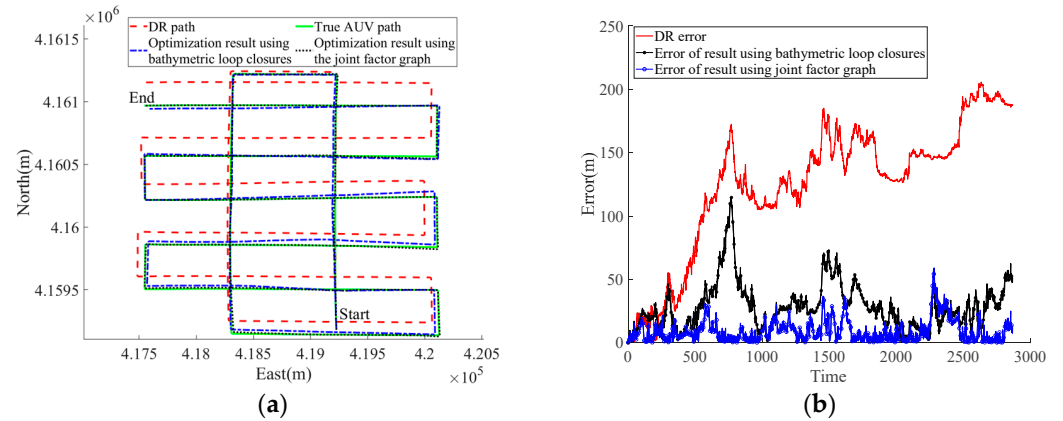 ×10⁶
DR path
True AUV path
Optimization result using bathymetric loop closures
Optimization result using the joint factor graph
4.1615
4.161
4.1605
4.16
4.1595
North(m)
End
Start
4.175
4.18
4.185
4.19
4.195
4.2
4.205
East(m)
×10⁵
(a)
250
200
150
100
50
0
Error(m)
DR error
Error of result using bathymetric loop closures
Error of result using joint factor graph
0
500
1000
1500
2000
2500
3000
Time
(b)